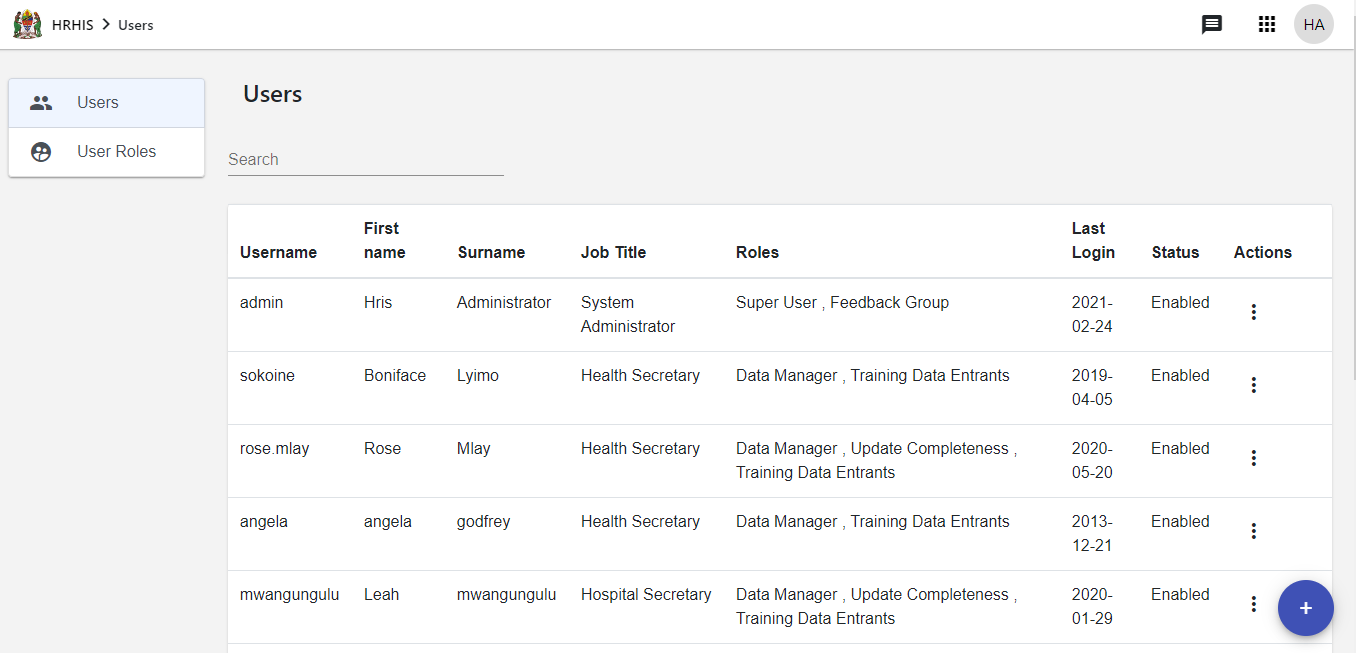 HRHIS > Users
HA
Users
User Roles
Users
Search
Username First name Surname Job Title Roles Last Login Status Actions
admin Hris Administrator System Administrator Super User , Feedback Group 2021-02-24 Enabled
sokoine Boniface Lyimo Health Secretary Data Manager , Training Data Entrants 2019-04-05 Enabled
rose.mlay Rose Mlay Health Secretary Data Manager , Update Completeness , Training Data Entrants 2020-05-20 Enabled
angela angela godfrey Health Secretary Data Manager , Training Data Entrants 2013-12-21 Enabled
mwangungulu Leah mwangungulu Hospital Secretary Data Manager , Update Completeness , Training Data Entrants 2020-01-29 Enabled
+